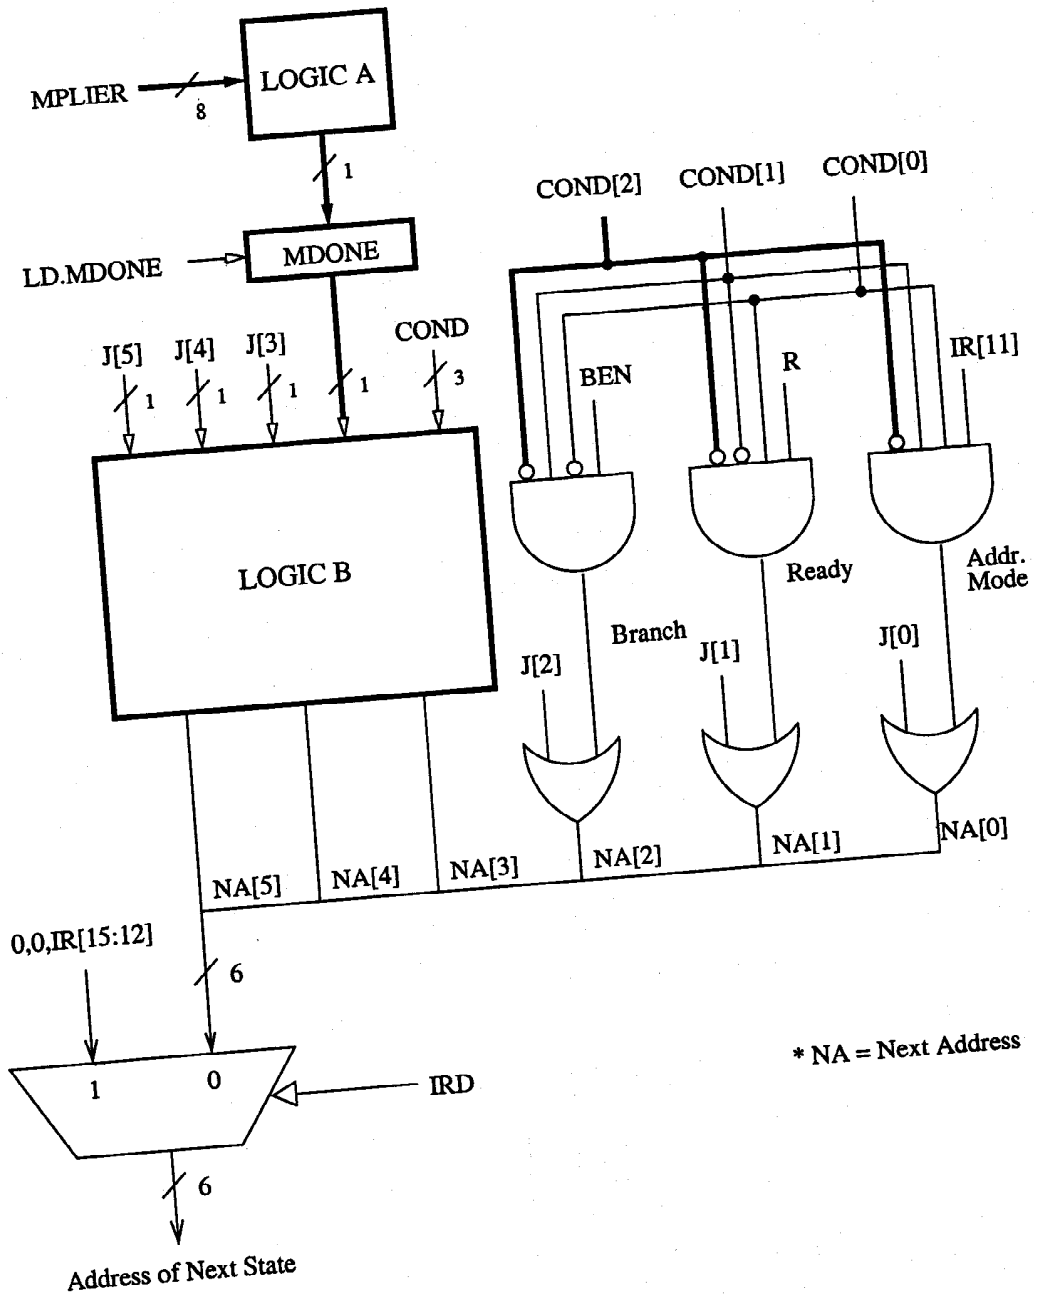 LOGIC A
MPLIER
8
1
COND[2]
COND[1]
COND[0]
LD.MDONE
MDONE
J[5]
J[4]
J[3]
COND
1
1
1
1
3
BEN
R
IR[11]
LOGIC B
Branch
Ready
Addr.
Mode
J[2]
J[1]
J[0]
NA[5]
NA[4]
NA[3]
NA[2]
NA[1]
NA[0]
0,0,IR[15:12]
6
1
0
IRD
* NA = Next Address
6
Address of Next State